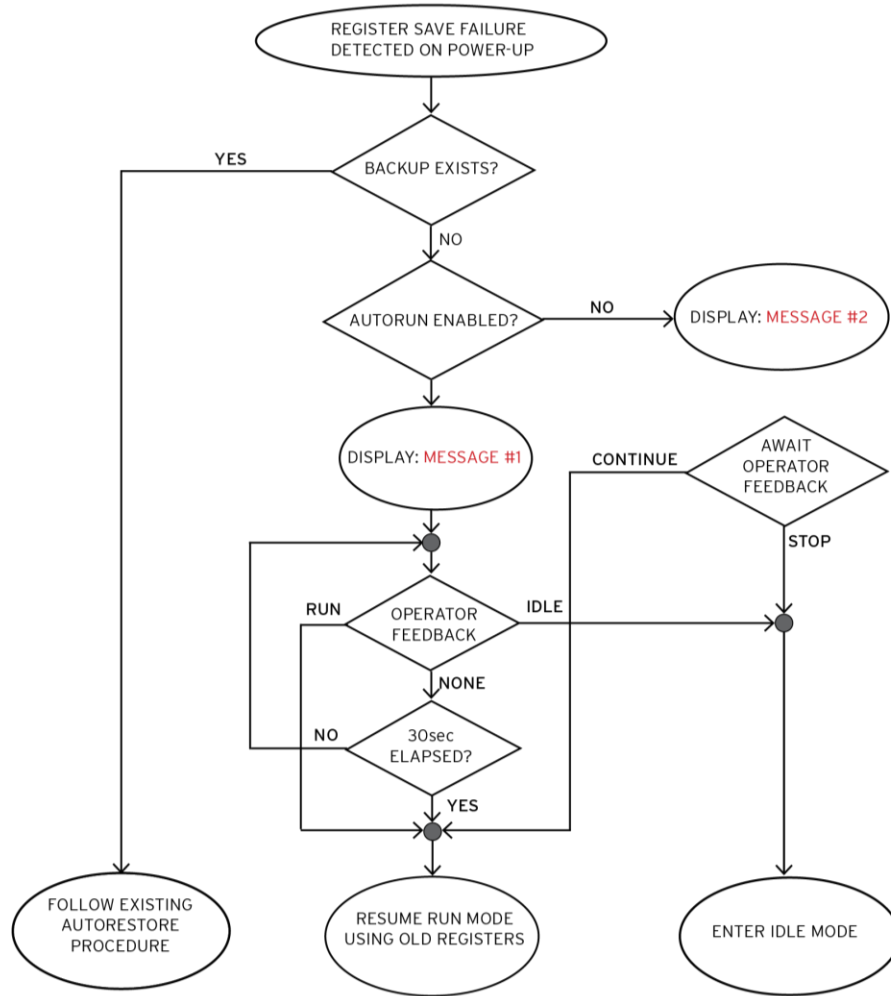 REGISTER SAVE FAILURE
DETECTED ON POWER-UP
YES
BACKUP EXISTS?
NO
AUTORUN ENABLED?
NO
DISPLAY: MESSAGE #2
DISPLAY: MESSAGE #1
CONTINUE
AWAIT
OPERATOR
FEEDBACK
STOP
RUN
OPERATOR
FEEDBACK
IDLE
NONE
NO
30sec
ELAPSED?
YES
FOLLOW EXISTING
AUTORESTORE
PROCEDURE
RESUME RUN MODE
USING OLD REGISTERS
ENTER IDLE MODE